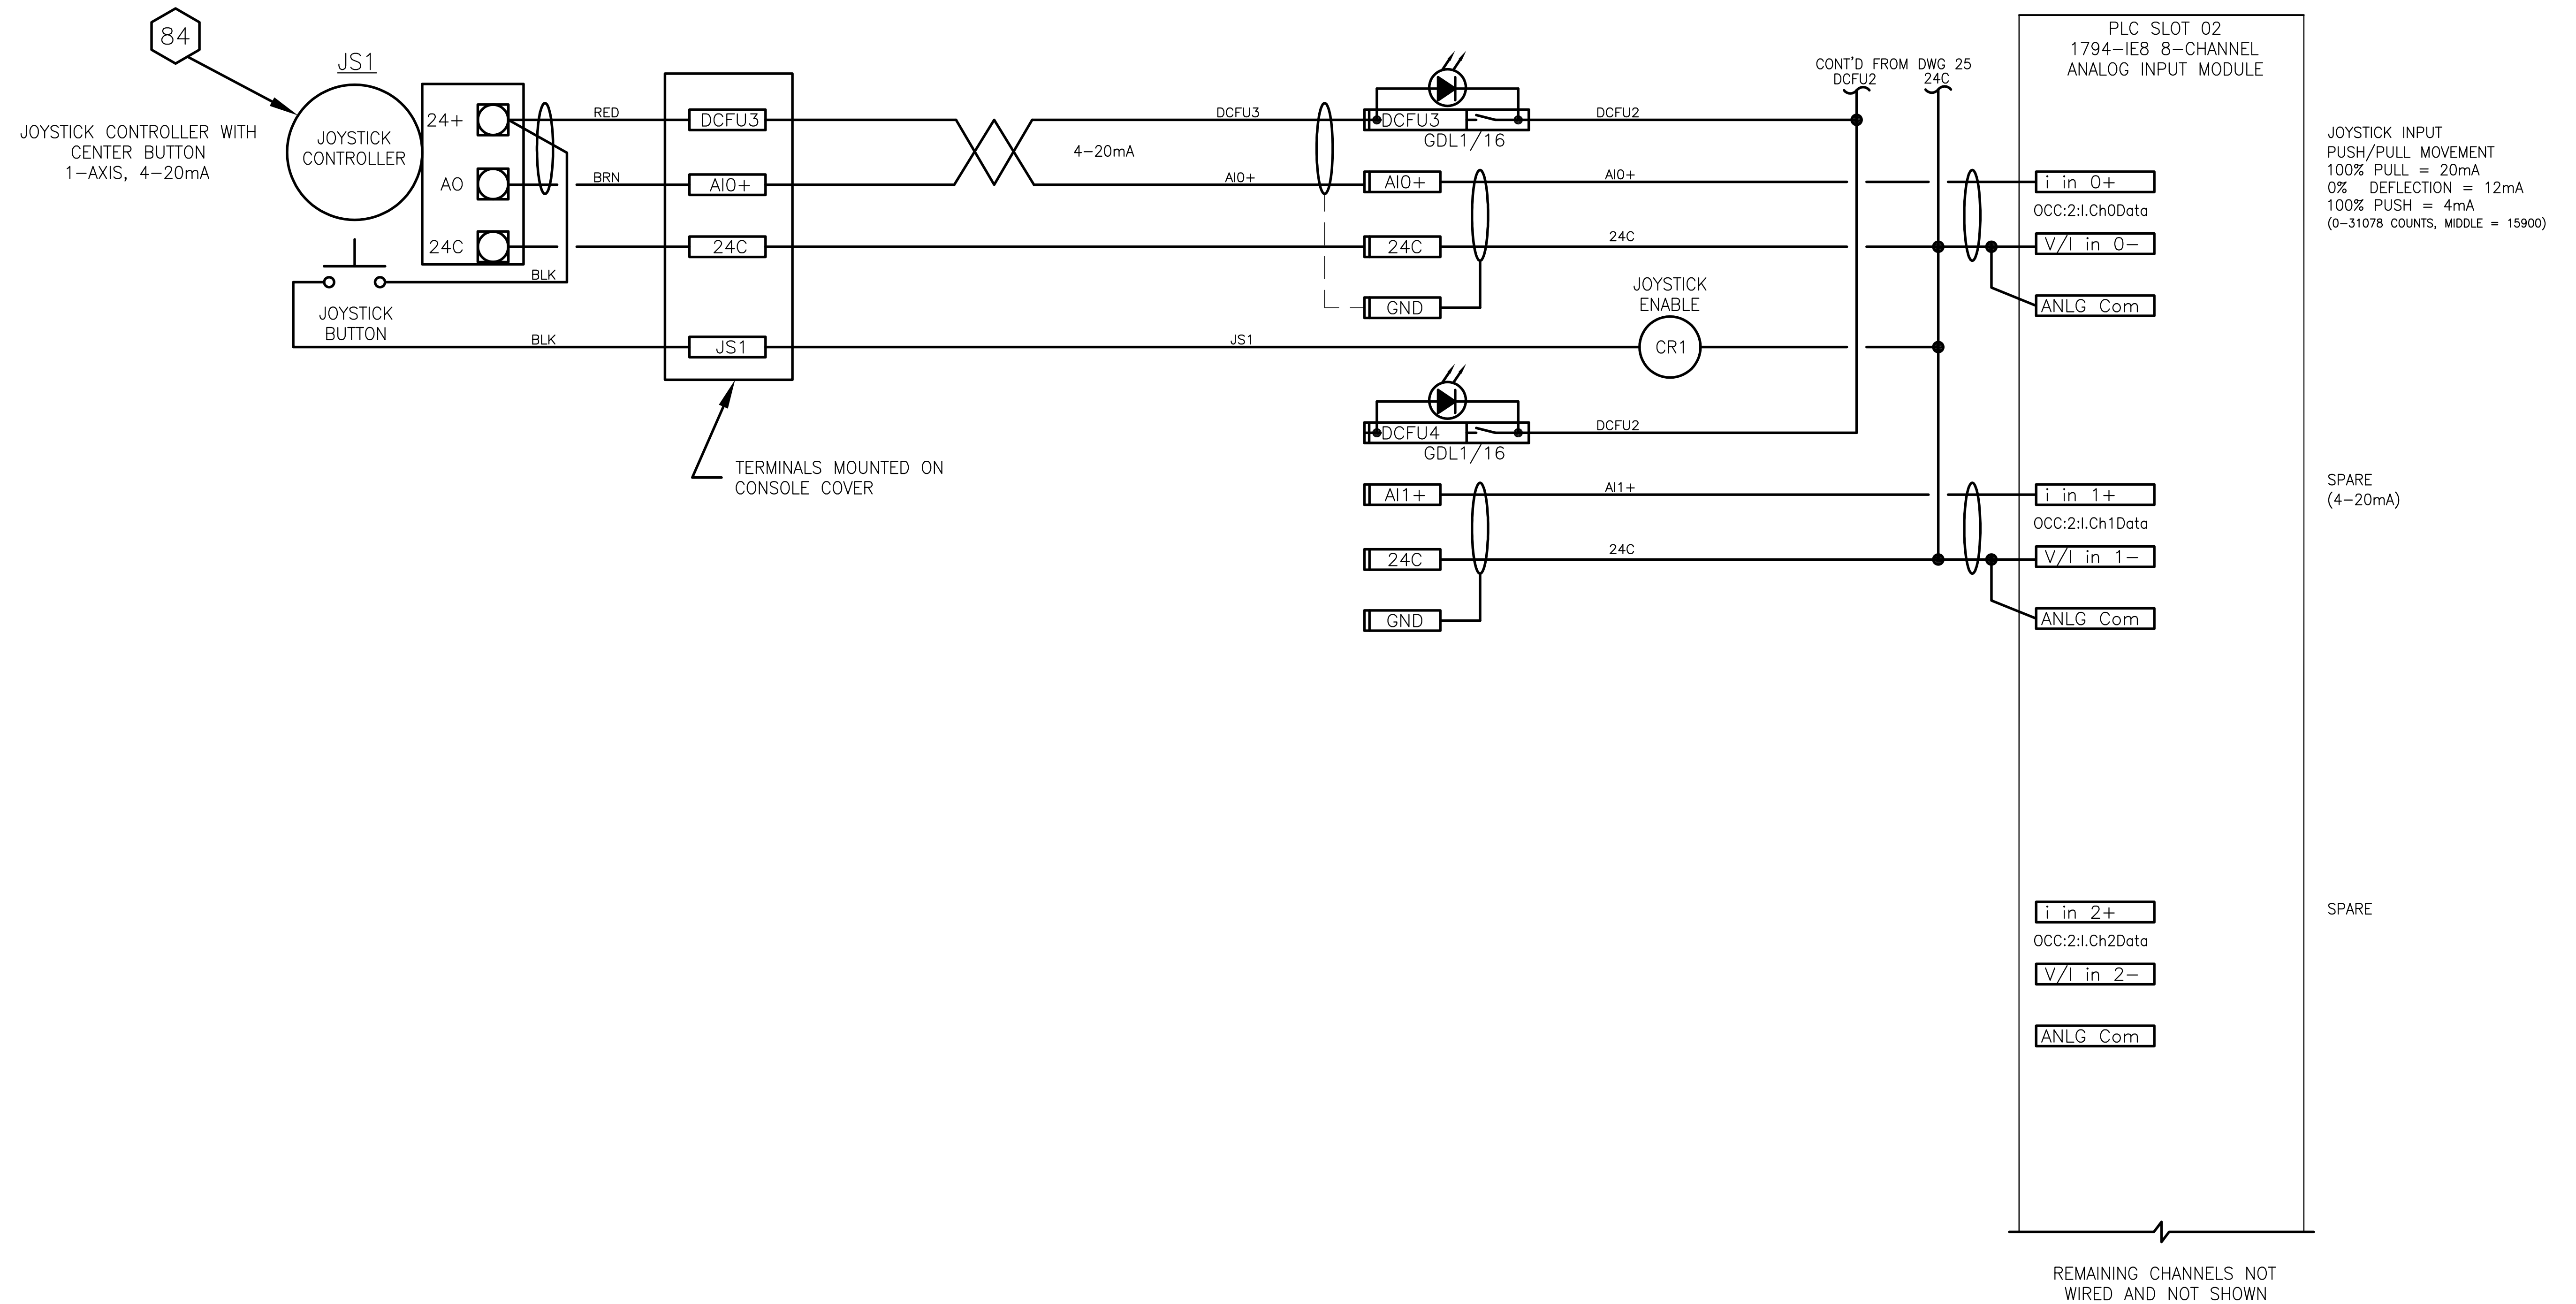 84
JS1
JOYSTICK CONTROLLER WITH
CENTER BUTTON
1-AXIS, 4-20mA
JOYSTICK
CONTROLLER
24+
AO
24C
JOYSTICK
BUTTON
RED
BRN
BLK
BLK
DCFU3
AI0+
24C
JS1
TERMINALS MOUNTED ON
CONSOLE COVER
4-20mA
DCFU3
AI0+
JS1
DCFU3
GDL1/16
AI0+
24C
GND
DCFU2
AI0+
24C
JOYSTICK
ENABLE
CR1
DCFU4
GDL1/16
DCFU2
AI1+
24C
GND
AI1+
24C
CONT'D FROM DWG 25
DCFU2 24C
PLC SLOT 02
1794-IE8 8-CHANNEL
ANALOG INPUT MODULE
i in 0+
OCC:2:I.Ch0Data
V/I in 0-
ANLG Com
i in 1+
OCC:2:I.Ch1Data
V/I in 1-
ANLG Com
i in 2+
OCC:2:I.Ch2Data
V/I in 2-
ANLG Com
JOYSTICK INPUT
PUSH/PULL MOVEMENT
100% PULL = 20mA
0% DEFLECTION = 12mA
100% PUSH = 4mA
(0-31078 COUNTS, MIDDLE = 15900)
SPARE
(4-20mA)
SPARE
REMAINING CHANNELS NOT
WIRED AND NOT SHOWN